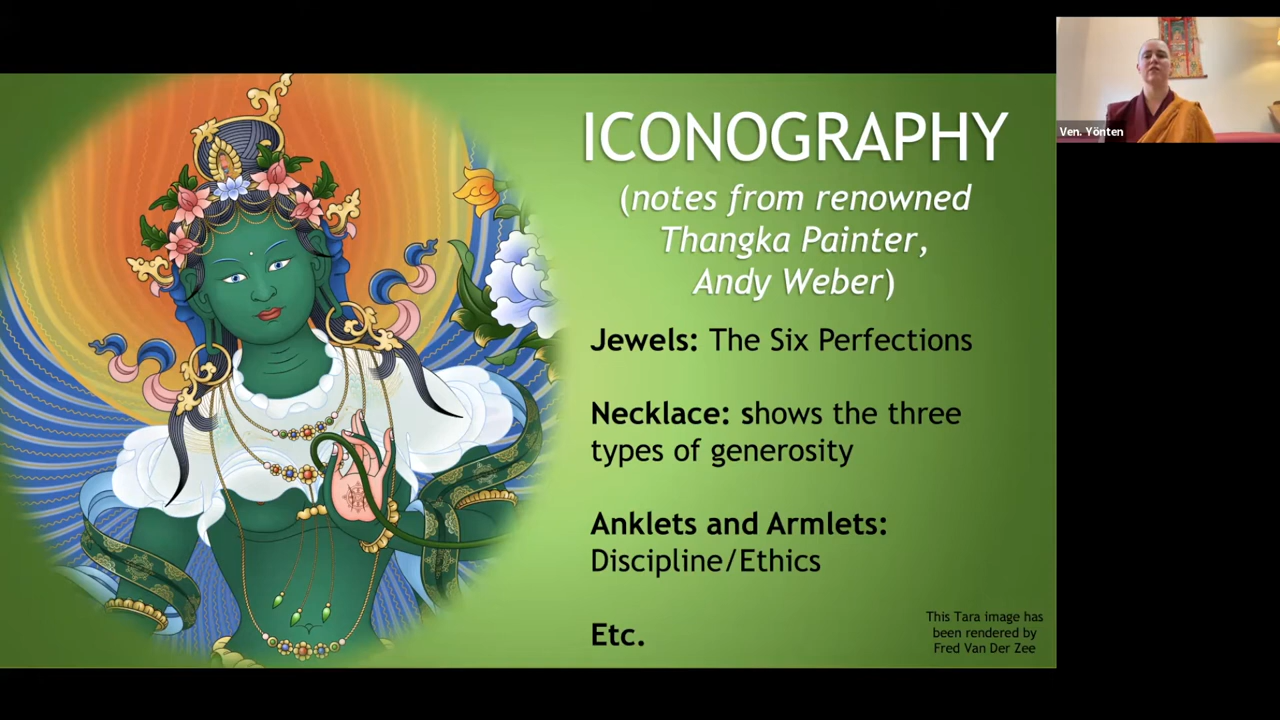 ICONOGRAPHY
(notes from renowned
Thangka Painter,
Andy Weber)
Jewels: The Six Perfections
Necklace: shows the three
types of generosity
Anklets and Armlets:
Discipline/Ethics
Etc.
This Tara image has
been rendered by
Fred Van Der Zee
Ven. Yönten